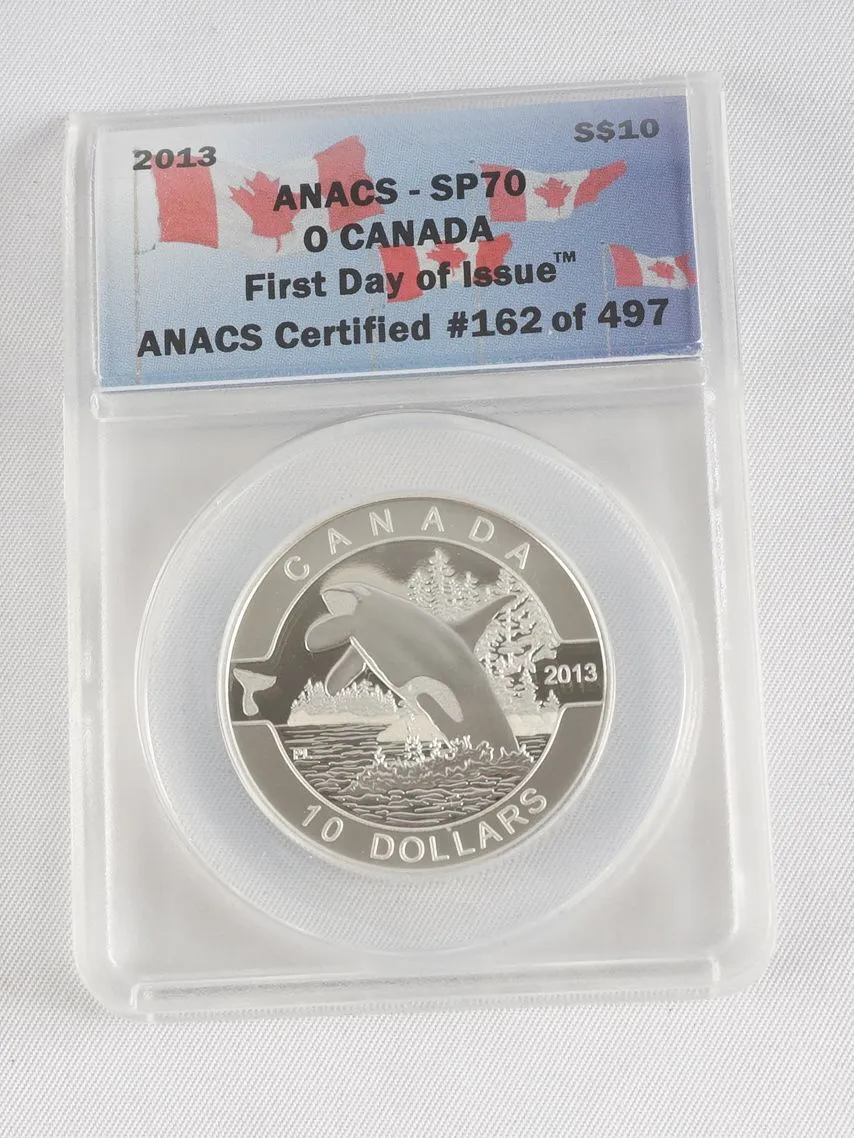 2013
S$10
ANACS - SP70
O CANADA
First Day of Issue™
ANACS Certified #162 of 497
CANADA
2013
10 DOLLARS